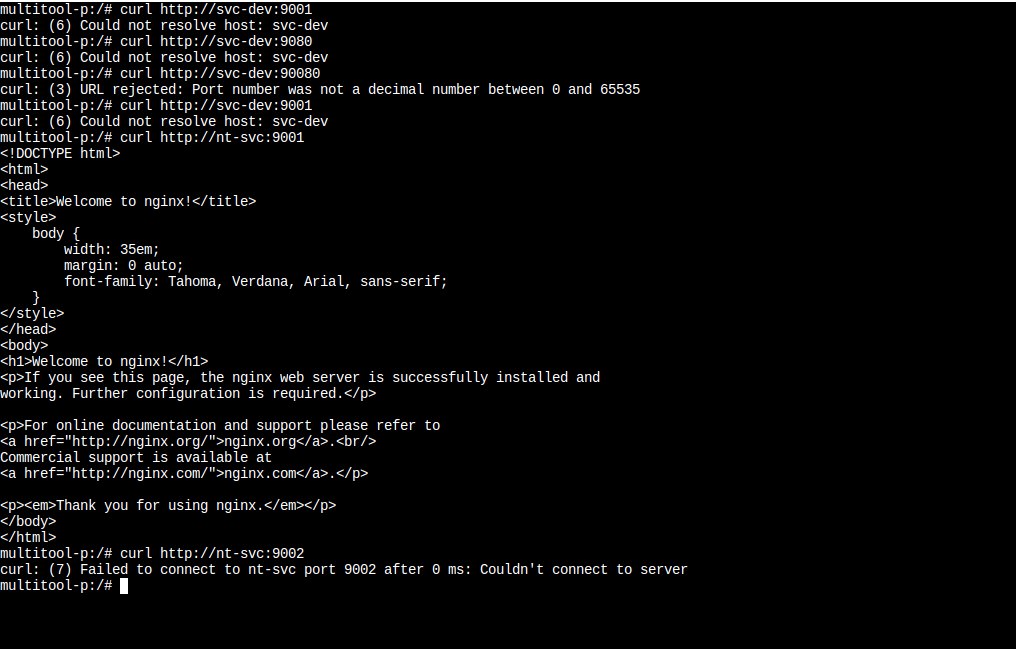 multitool-p:/# curl http://svc-dev:9001
curl: (6) Could not resolve host: svc-dev
multitool-p:/# curl http://svc-dev:9080
curl: (6) Could not resolve host: svc-dev
multitool-p:/# curl http://svc-dev:90080
curl: (3) URL rejected: Port number was not a decimal number between 0 and 65535
multitool-p:/# curl http://svc-dev:9001
curl: (6) Could not resolve host: svc-dev
multitool-p:/# curl http://nt-svc:9001
<!DOCTYPE html>
<html>
<head>
<title>Welcome to nginx!</title>
<style>
    body {
        width: 35em;
        margin: 0 auto;
        font-family: Tahoma, Verdana, Arial, sans-serif;
    }
</style>
</head>
<body>
<h1>Welcome to nginx!</h1>
<p>If you see this page, the nginx web server is successfully installed and
working. Further configuration is required.</p>

<p>For online documentation and support please refer to
<a href="http://nginx.org/">nginx.org</a>.<br/>
Commercial support is available at
<a href="http://nginx.com/">nginx.com</a>.</p>

<p><em>Thank you for using nginx.</em></p>
</body>
</html>
multitool-p:/# curl http://nt-svc:9002
curl: (7) Failed to connect to nt-svc port 9002 after 0 ms: Couldn't connect to server
multitool-p:/#